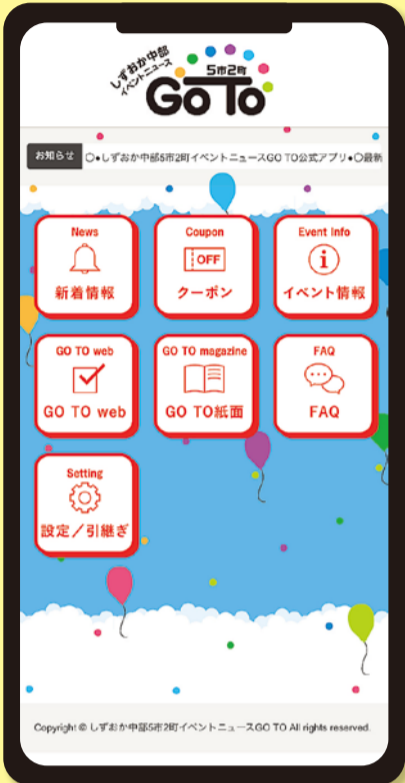 しずおか中部
イベントニュース
5市2町
GO TO
お知らせ
〇●しずおか中部5市2町イベントニュースGO TO公式アプリ●〇最新
News
新着情報
Coupon
OFF
クーポン
Event Info
イベント情報
GO TO web
GO TO web
GO TO magazine
GO TO紙面
FAQ
FAQ
Setting
設定／引継ぎ
Copyright © しずおか中部5市2町イベントニュースGO TO All rights reserved.